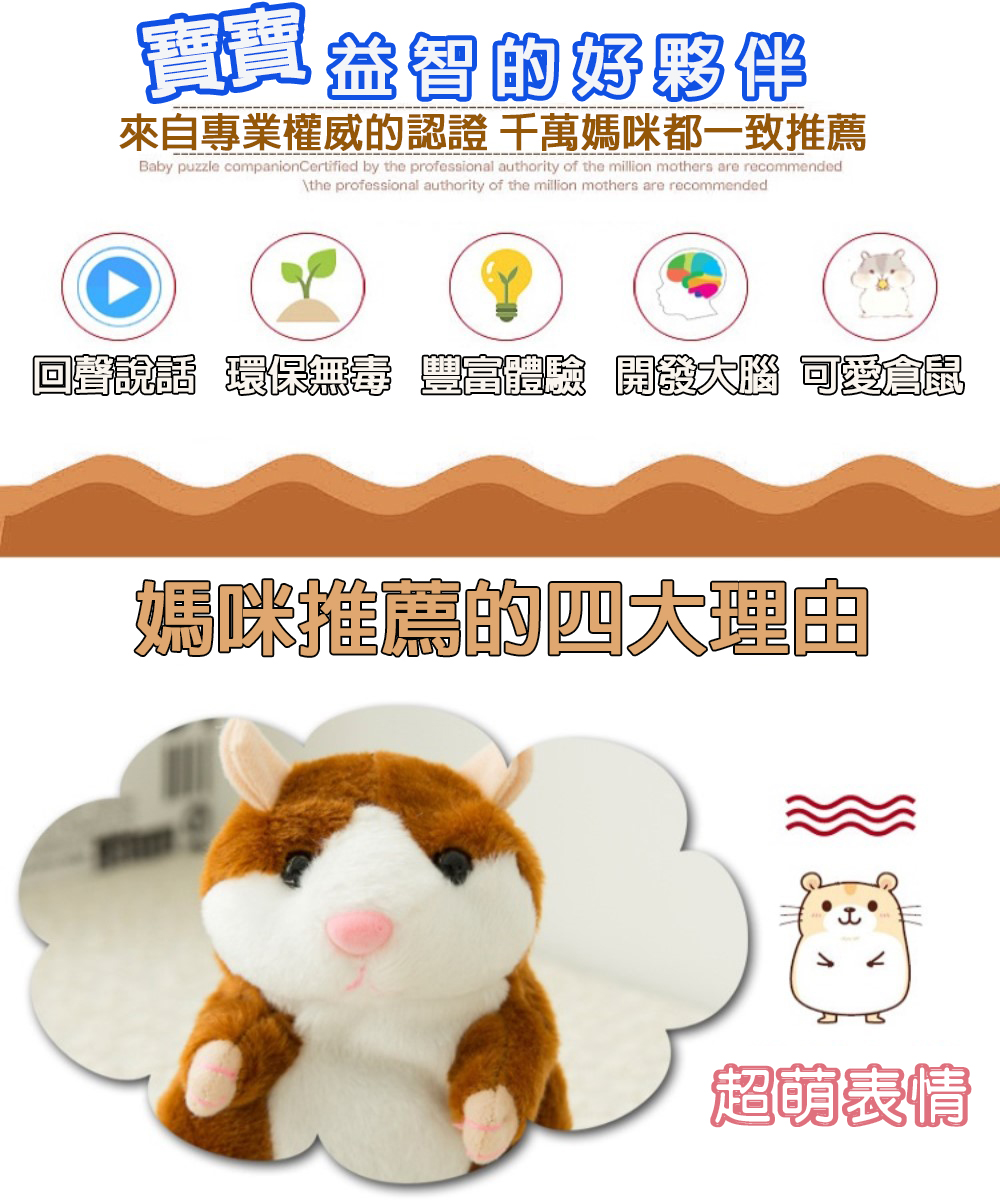 寶寶益智的好夥伴
來自專業權威的認證 千萬媽咪都一致推薦
Baby puzzle companionCertified by the professional authority of the million mothers are recommended
\the professional authority of the million mothers are recommended
回聲說話 環保無毒 豐富體驗 開發大腦 可愛倉鼠
媽咪推薦的四大理由
超萌表情